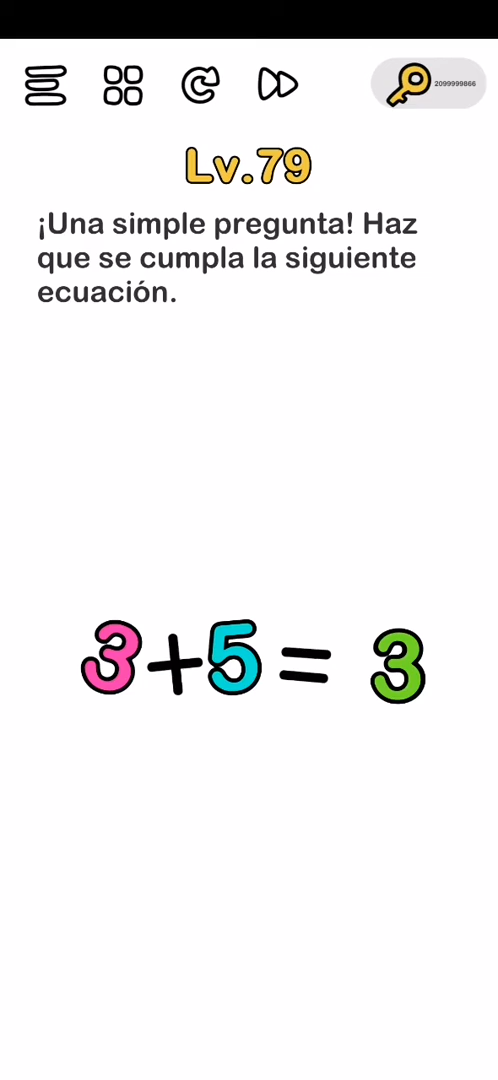 2099999866
Lv.79
¡Una simple pregunta! Haz
que se cumpla la siguiente
ecuación.
3+5= 3